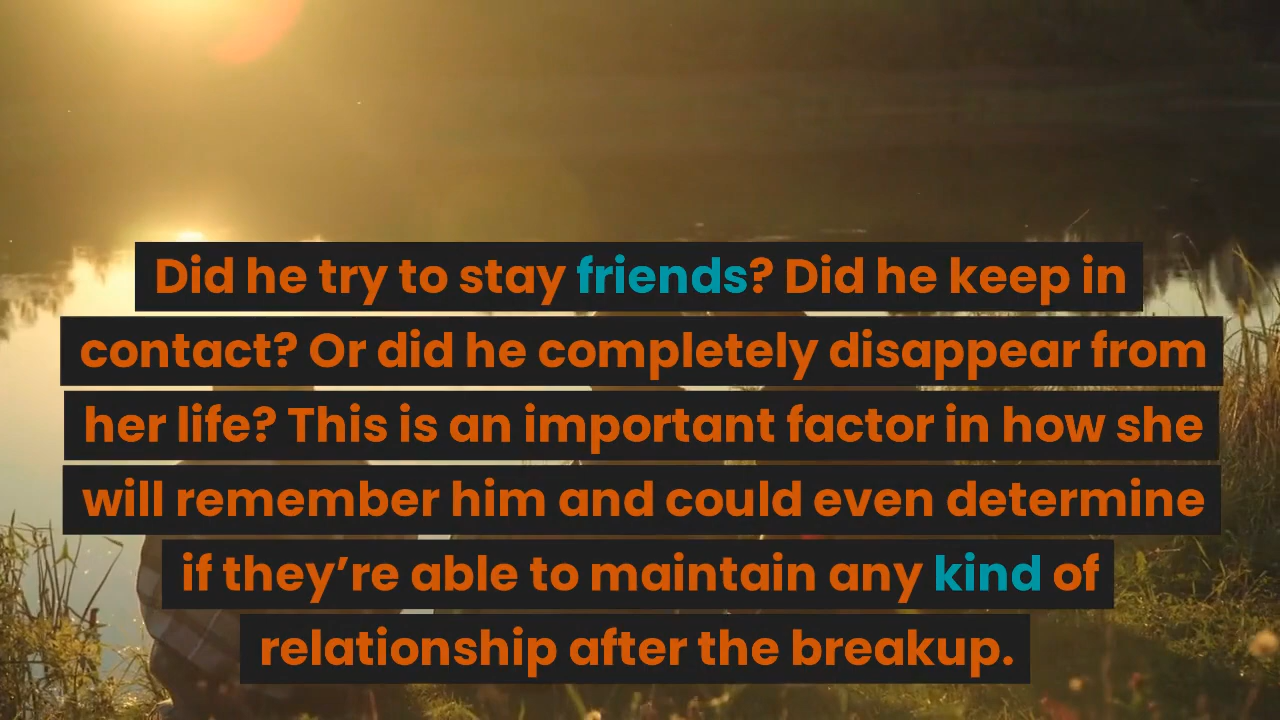 Did he try to stay friends? Did he keep in
contact? Or did he completely disappear from
her life? This is an important factor in how she
will remember him and could even determine
if they’re able to maintain any kind of
relationship after the breakup.